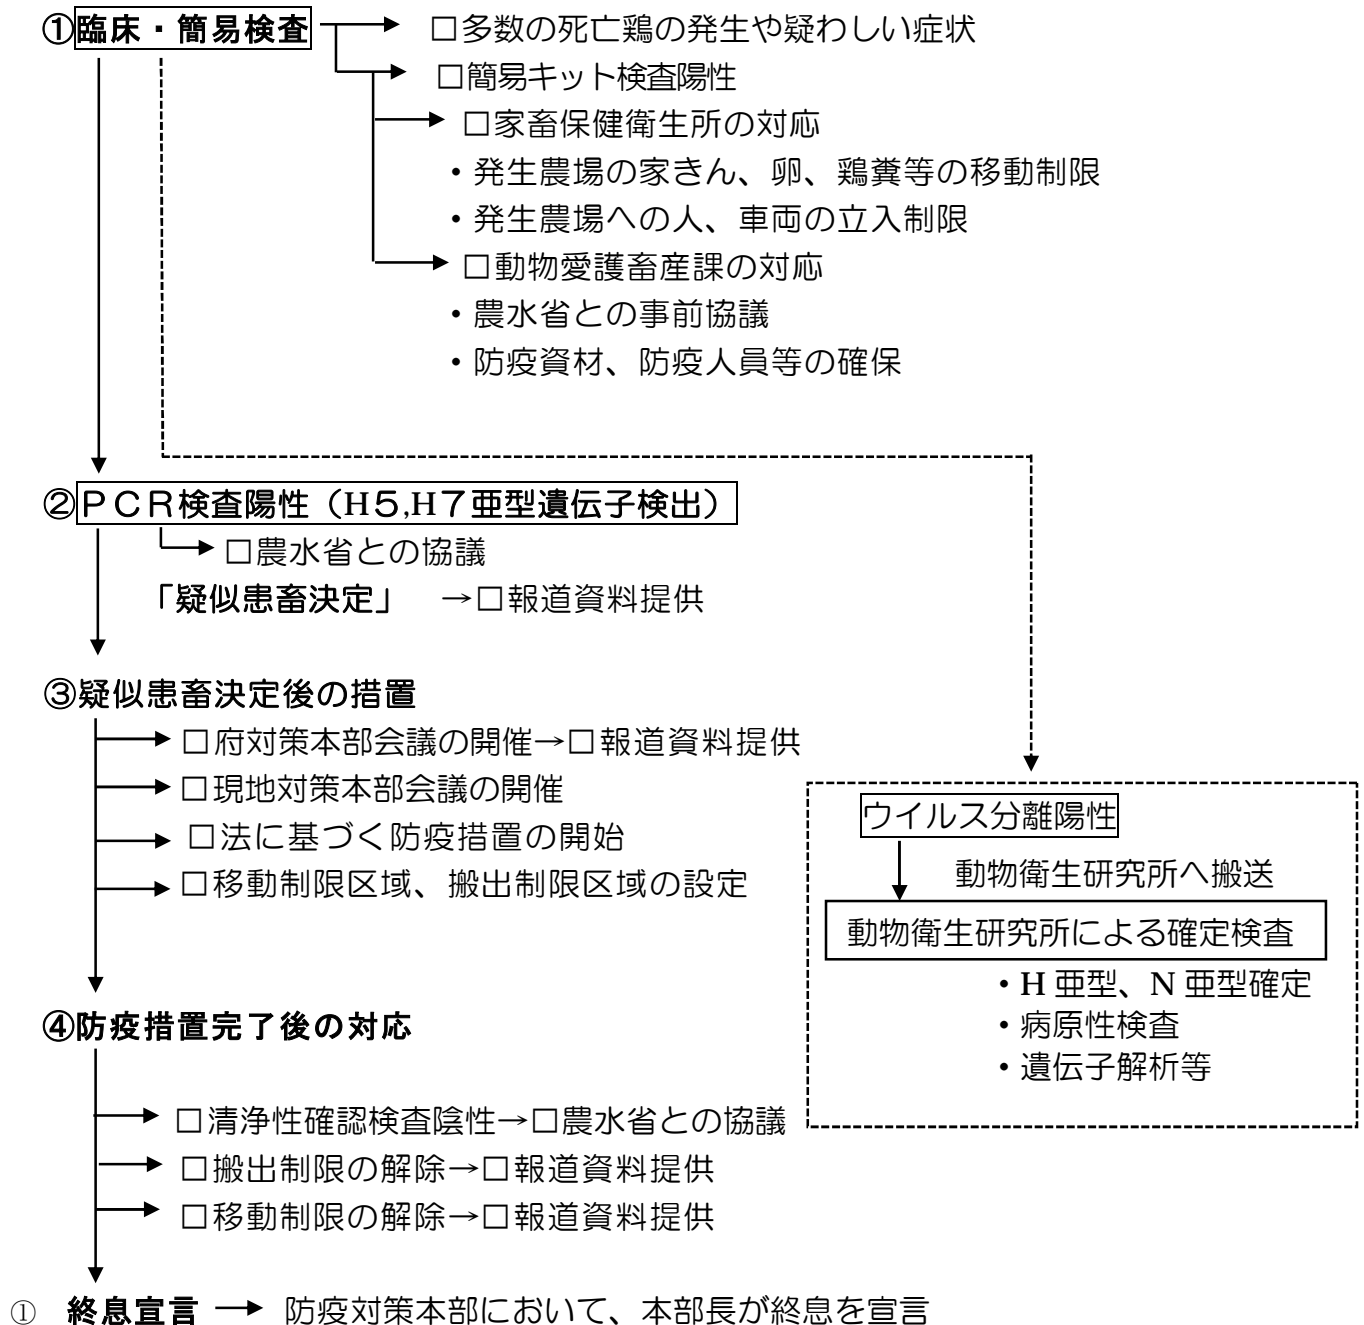 ①臨床・簡易検査 □多数の死亡鶏の発生や疑わしい症状
□簡易キット検査陽性
□家畜保健衛生所の対応
・発生農場の家きん、卵、鶏糞等の移動制限
・発生農場への人、車両の立入制限
□動物愛護畜産課の対応
・農水省との事前協議
・防疫資材、防疫人員等の確保
②ＰＣＲ検査陽性（H５,H７亜型遺伝子検出）
□農水省との協議
「疑似患畜決定」 →□報道資料提供
③疑似患畜決定後の措置
□府対策本部会議の開催→□報道資料提供
□現地対策本部会議の開催
□法に基づく防疫措置の開始
□移動制限区域、搬出制限区域の設定
ウイルス分離陽性
動物衛生研究所へ搬送
動物衛生研究所による確定検査
・H 亜型、N 亜型確定
・病原性検査
・遺伝子解析等
④防疫措置完了後の対応
□清浄性確認検査陰性→□農水省との協議
□搬出制限の解除→□報道資料提供
□移動制限の解除→□報道資料提供
① 終息宣言 → 防疫対策本部において、本部長が終息を宣言